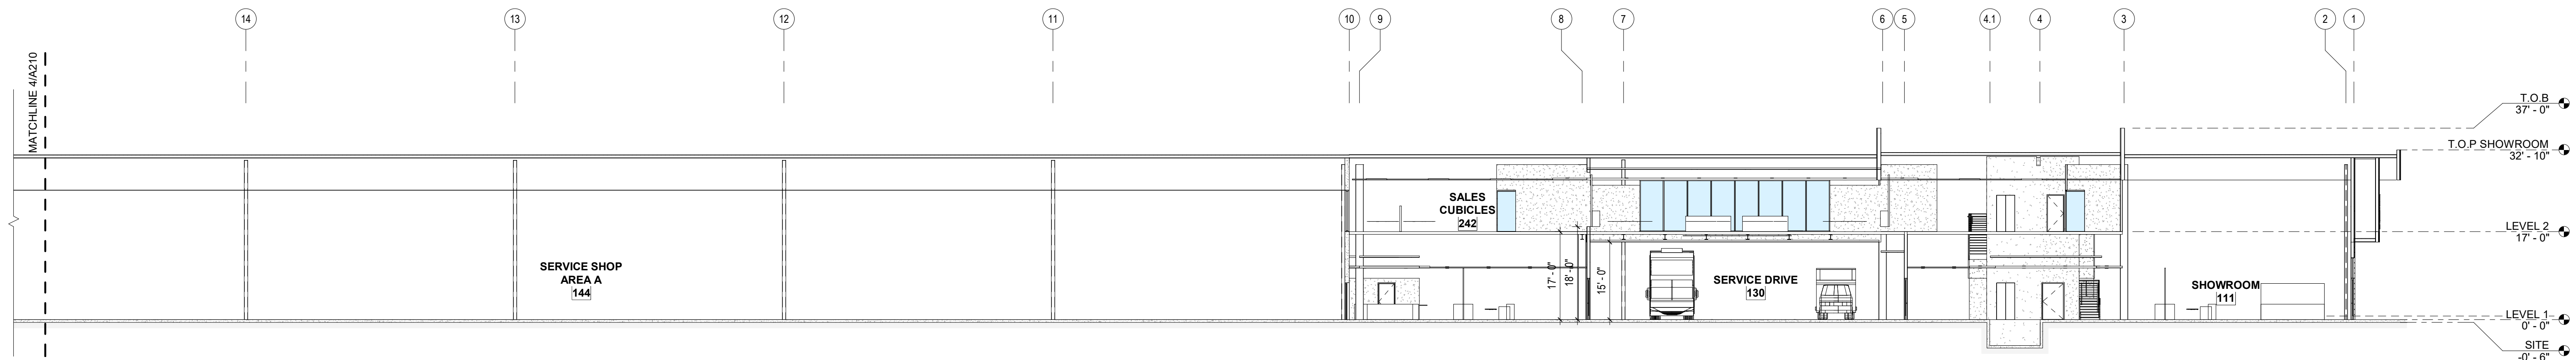 14
13
12
11
10
9
8
7
6
5
4.1
4
3
2
1
MATCHLINE 4/A210
T.O.B
37' - 0"
T.O.P SHOWROOM
32' - 10"
SALES
CUBICLES
242
LEVEL 2
17' - 0"
SERVICE SHOP
AREA A
144
17' - 0"
18' - 0"
15' - 0"
SERVICE DRIVE
130
SHOWROOM
111
LEVEL 1
0' - 0"
SITE
-0' - 6"